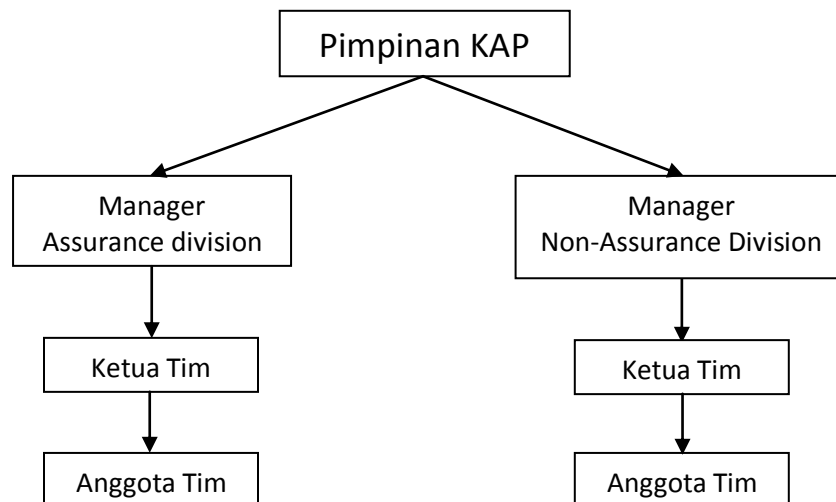 Pimpinan KAP
Manager
Assurance division
Manager
Non-Assurance Division
Ketua Tim
Ketua Tim
Anggota Tim
Anggota Tim